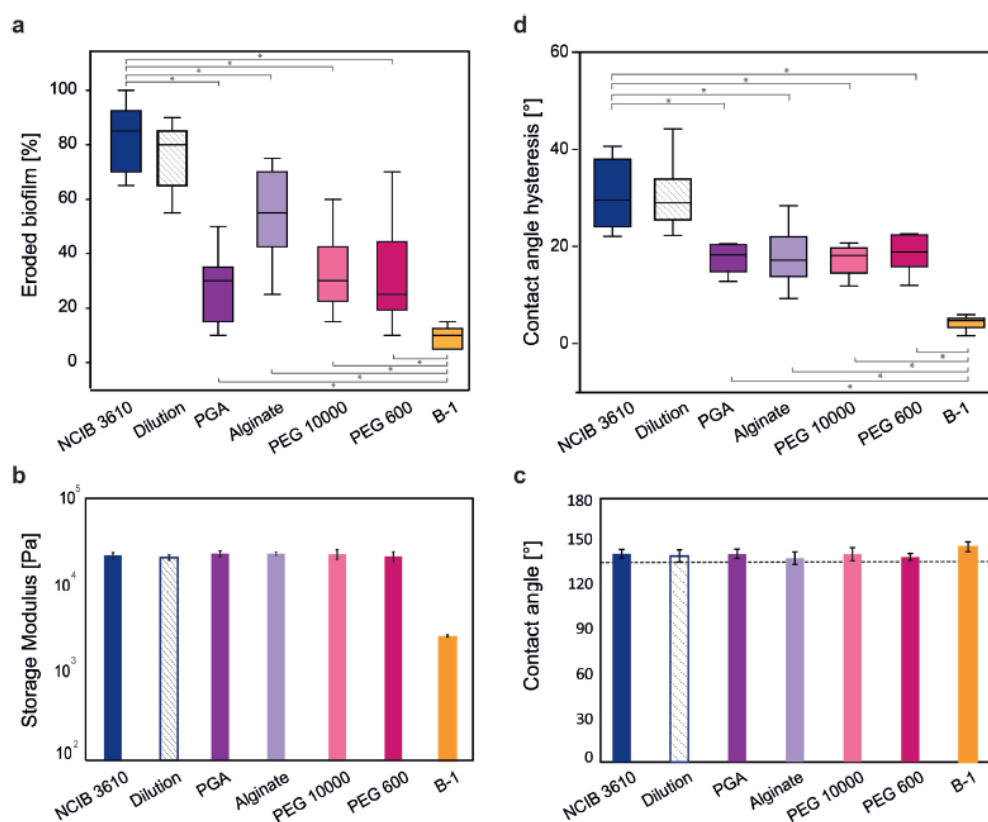 a
Eroded biofilm [%]
100
80
60
40
20
0
* * * *
* * * *
NCIB 3610 Dilution PGA Alginate PEG 10000 PEG 600 B-1
d
Contact angle hysteresis [°]
60
40
20
0
* * * *
* * * *
NCIB 3610 Dilution PGA Alginate PEG 10000 PEG 600 B-1
b
Storage Modulus [Pa]
10⁵
10⁴
10³
10²
NCIB 3610 Dilution PGA Alginate PEG 10000 PEG 600 B-1
c
Contact angle [°]
180
150
120
90
60
30
0
NCIB 3610 Dilution PGA Alginate PEG 10000 PEG 600 B-1